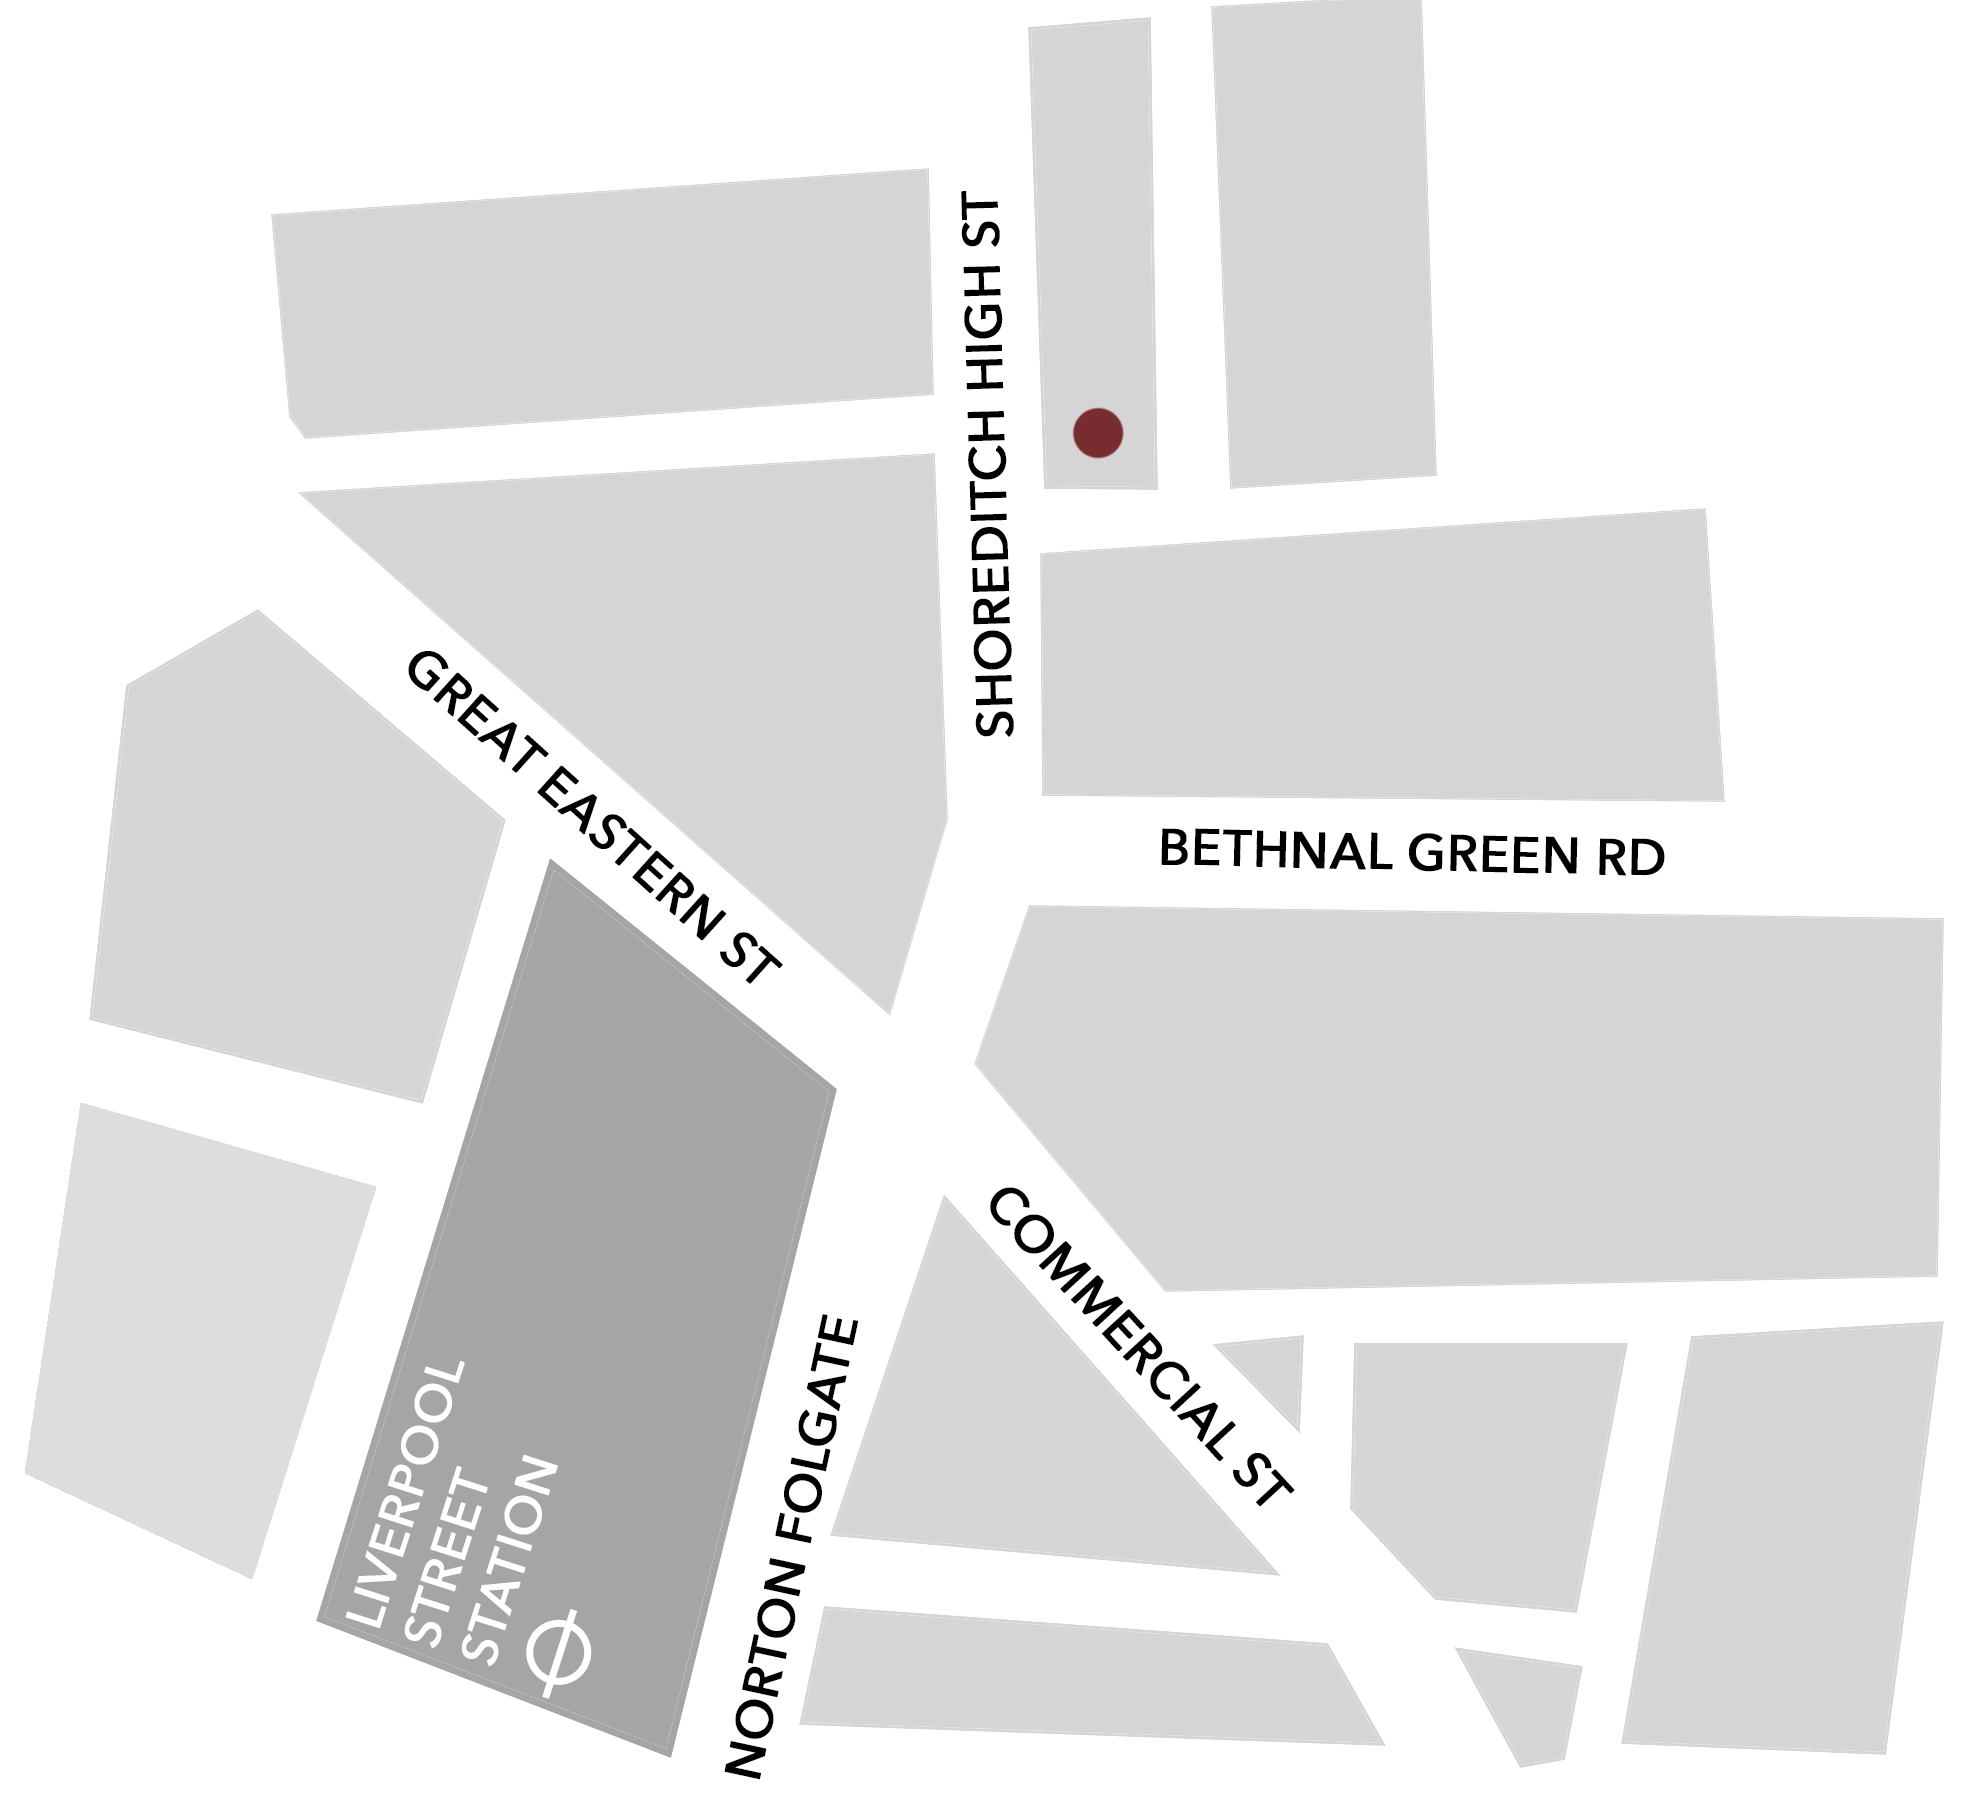 SHOREDITCH HIGH ST
GREAT EASTERN ST
BETHNAL GREEN RD
COMMERCIAL ST
NORTON FOLGATE
LIVERPOOL
STREET
STATION